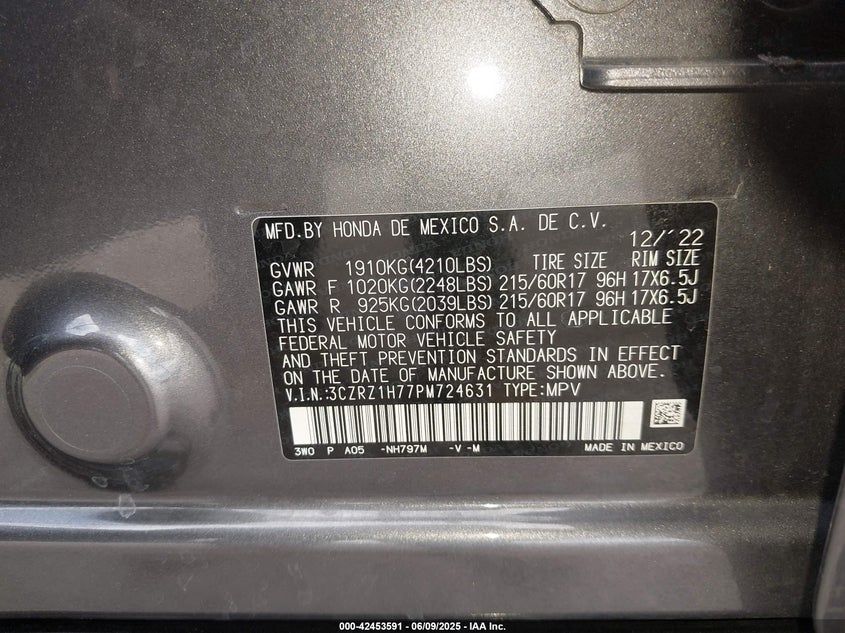 MFD.BY HONDA DE MEXICO S.A. DE C.V.
12/'22
GVWR 1910KG(4210LBS) TIRE SIZE RIM SIZE
GAWR F 1020KG(2248LBS) 215/60R17 96H 17X6.5J
GAWR R 925KG(2039LBS) 215/60R17 96H 17X6.5J
THIS VEHICLE CONFORMS TO ALL APPLICABLE
FEDERAL MOTOR VEHICLE SAFETY
AND THEFT PREVENTION STANDARDS IN EFFECT
ON THE DATE OF MANUFACTURE SHOWN ABOVE.
V.I.N.:3CZRZ1H77PM724631 TYPE:MPV
3W0 P A05 -NH797M -V -M MADE IN MEXICO
000-42453591 - 06/09/2025 - IAA Inc.